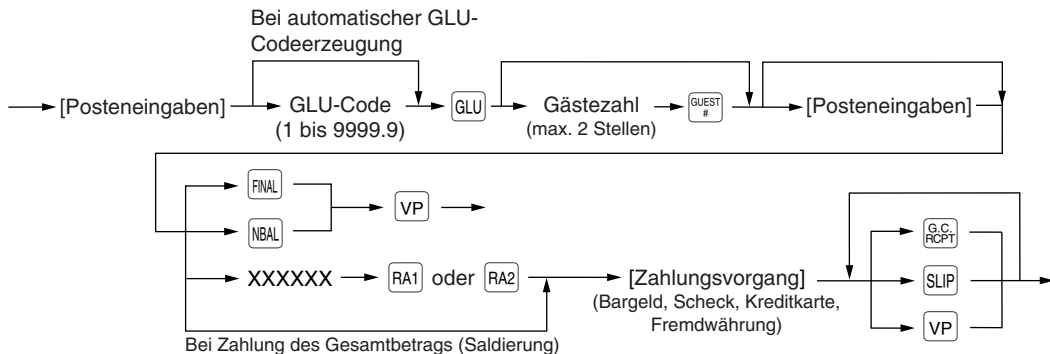 Bei automatischer GLU-
Codeerzeugung
[Posteneingaben] GLU-Code GLU Gästezahl GUEST # [Posteneingaben]
(1 bis 9999.9) (max. 2 Stellen)
FINAL
VP
NBAL
G.C. RCPT
XXXXXX RA1 oder RA2 [Zahlungsvorgang] SLIP
(Bargeld, Scheck, Kreditkarte,
Fremdwährung) VP
Bei Zahlung des Gesamtbetrags (Saldierung)